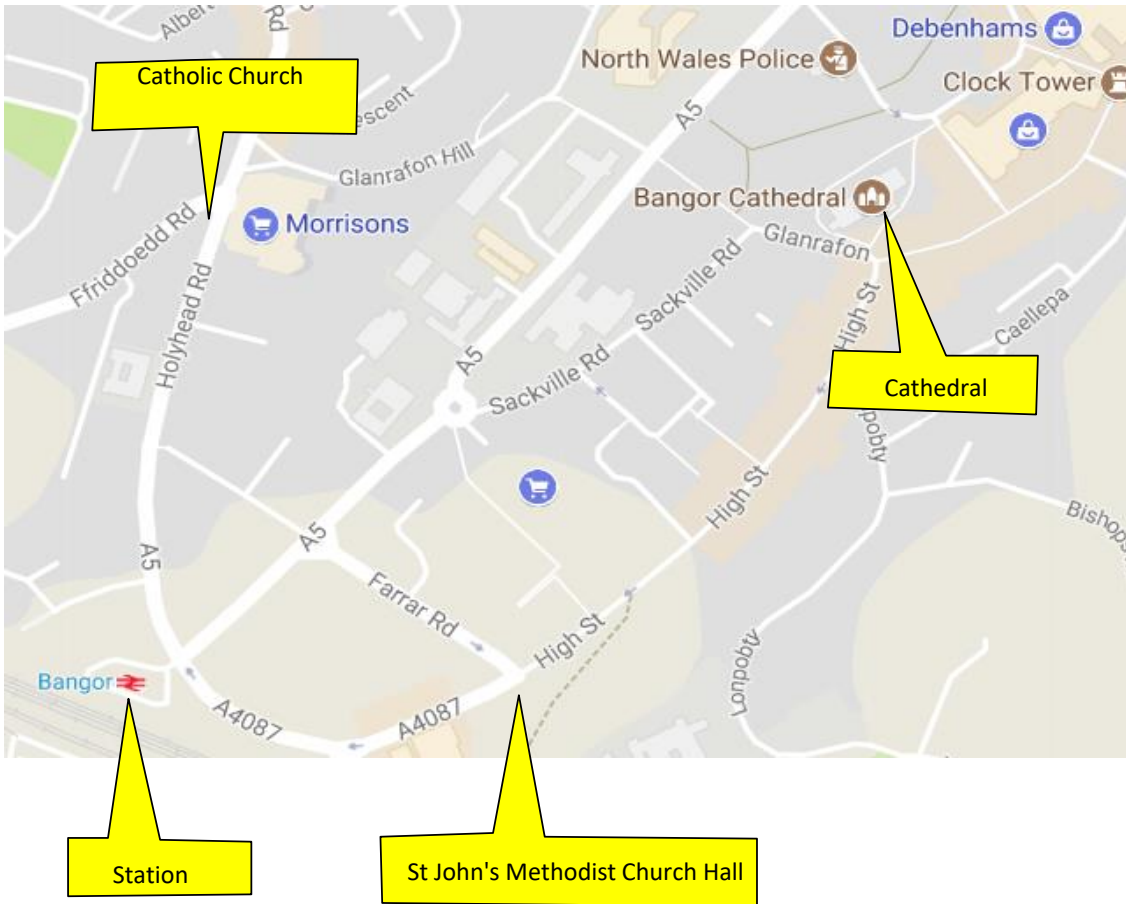 Albert
Rd
Debenhams
North Wales Police
Clock Tower
Catholic Church
escent
A5
Glanrafon Hill
Bangor Cathedral
Morrisons
Glanrafon
Ffriddoedd Rd
Sackville Rd
Holyhead Rd
High St
Caellepa
A5
Sackville Rd
Cathedral
npobty
High St
Bishops
A5
A5
Farrar Rd
High St
Lonpobty
Bangor
A4087
A4087
Station
St John's Methodist Church Hall